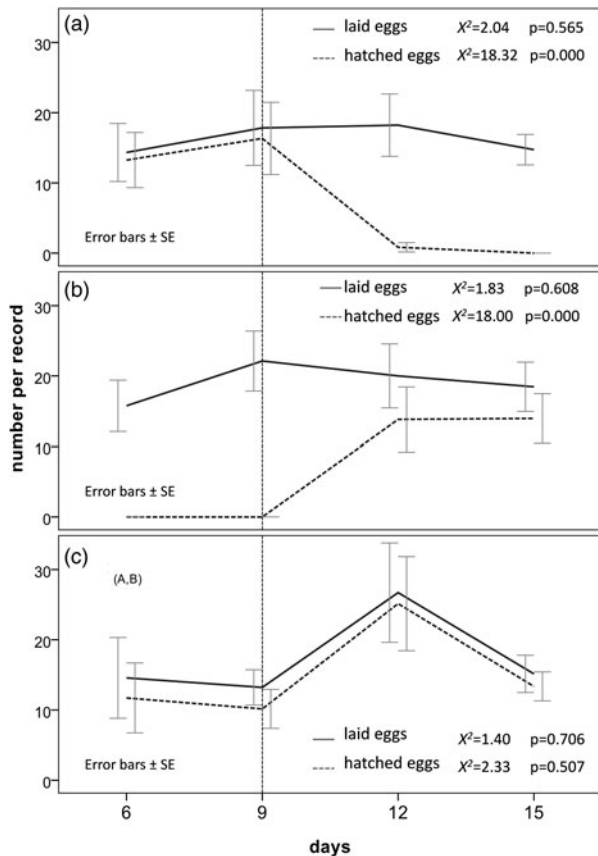 (a)
laid eggs X²=2.04 p=0.565
hatched eggs X²=18.32 p=0.000
30
20
10
0
Error bars ± SE
(b)
laid eggs X²=1.83 p=0.608
hatched eggs X²=18.00 p=0.000
30
20
10
0
Error bars ± SE
number per record
(c)
(A,B)
30
20
10
0
laid eggs X²=1.40 p=0.706
hatched eggs X²=2.33 p=0.507
Error bars ± SE
6 9 12 15
days